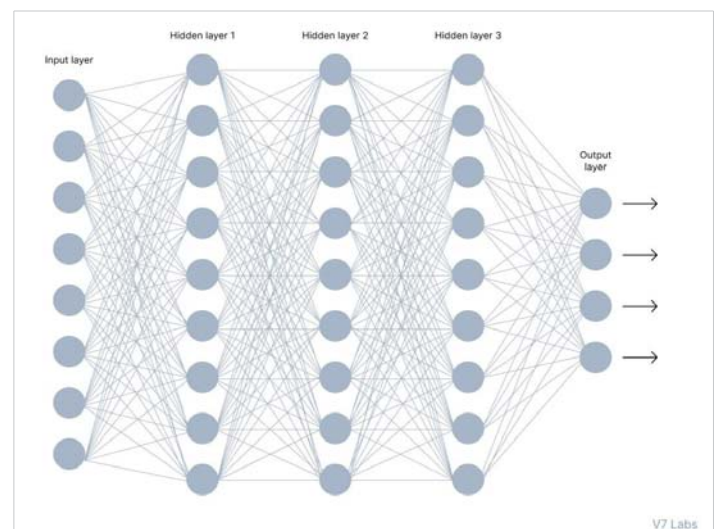 Input layer
Hidden layer 1
Hidden layer 2
Hidden layer 3
Output
layer
V7 Labs